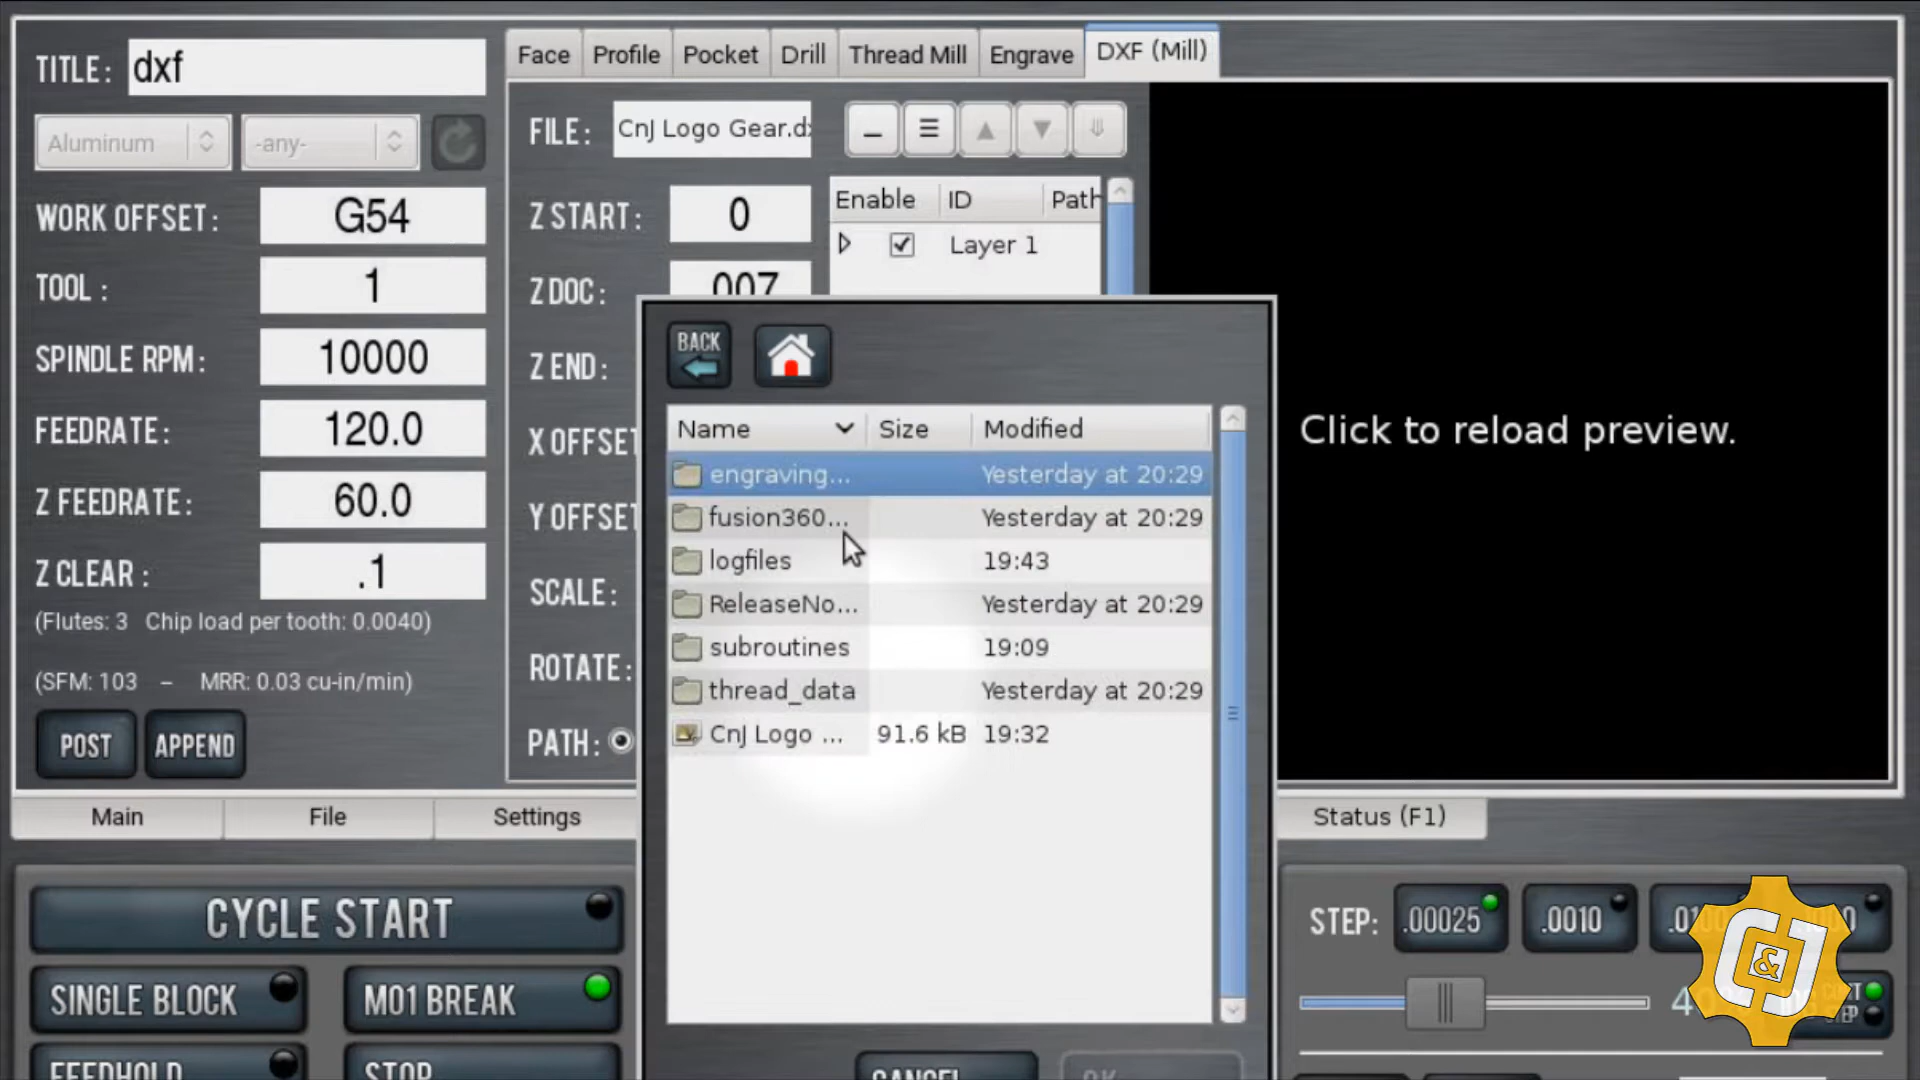 TITLE: dxf
Face Profile Pocket Drill Thread Mill Engrave DXF (Mill)
Aluminum -any-
FILE: CnJ Logo Gear.dx
Enable ID Path
Layer 1
WORK OFFSET: G54
Z START: 0
TOOL : 1
Z DOC: .007
SPINDLE RPM: 10000
Z END:
FEEDRATE: 120.0
X OFFSET
Z FEEDRATE: 60.0
Y OFFSET
Z CLEAR : .1
SCALE:
(Flutes: 3 Chip load per tooth: 0.0040)
ROTATE:
(SFM: 103 – MRR: 0.03 cu-in/min)
PATH:
POST APPEND
BACK
Name Size Modified
engraving... Yesterday at 20:29
fusion360... Yesterday at 20:29
logfiles 19:43
ReleaseNo... Yesterday at 20:29
subroutines 19:09
thread_data Yesterday at 20:29
CnJ Logo ... 91.6 kB 19:32
Click to reload preview.
Main File Settings Status (F1)
CYCLE START
SINGLE BLOCK M01 BREAK
FEEDHOLD STOP
CANCEL OK
STEP: .00025 .0010
C&J